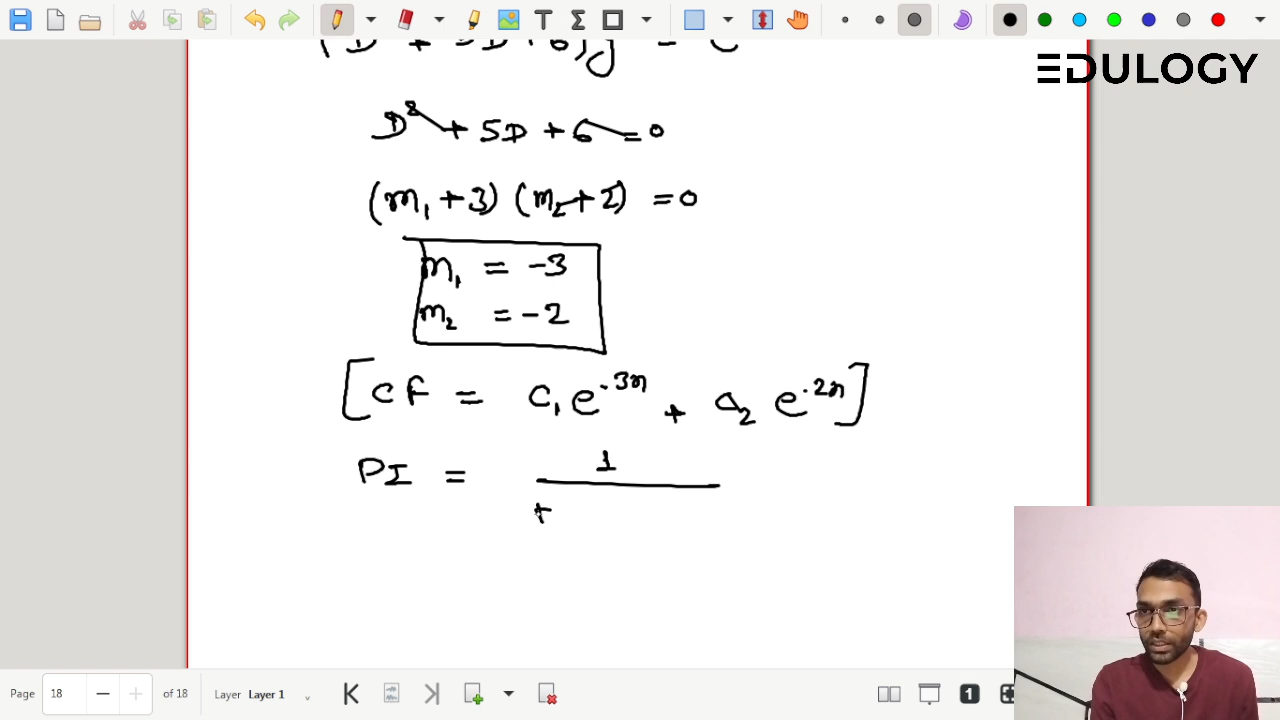 EDULOGY
D² + 5D + 6 = 0
(m₁ + 3) (m₂ + 2) = 0
m₁ = -3
m₂ = -2
[CF = C₁ e⁻³ˣ + C₂ e⁻²ˣ]
PI = 1
Page 18 of 18 Layer Layer 1 1